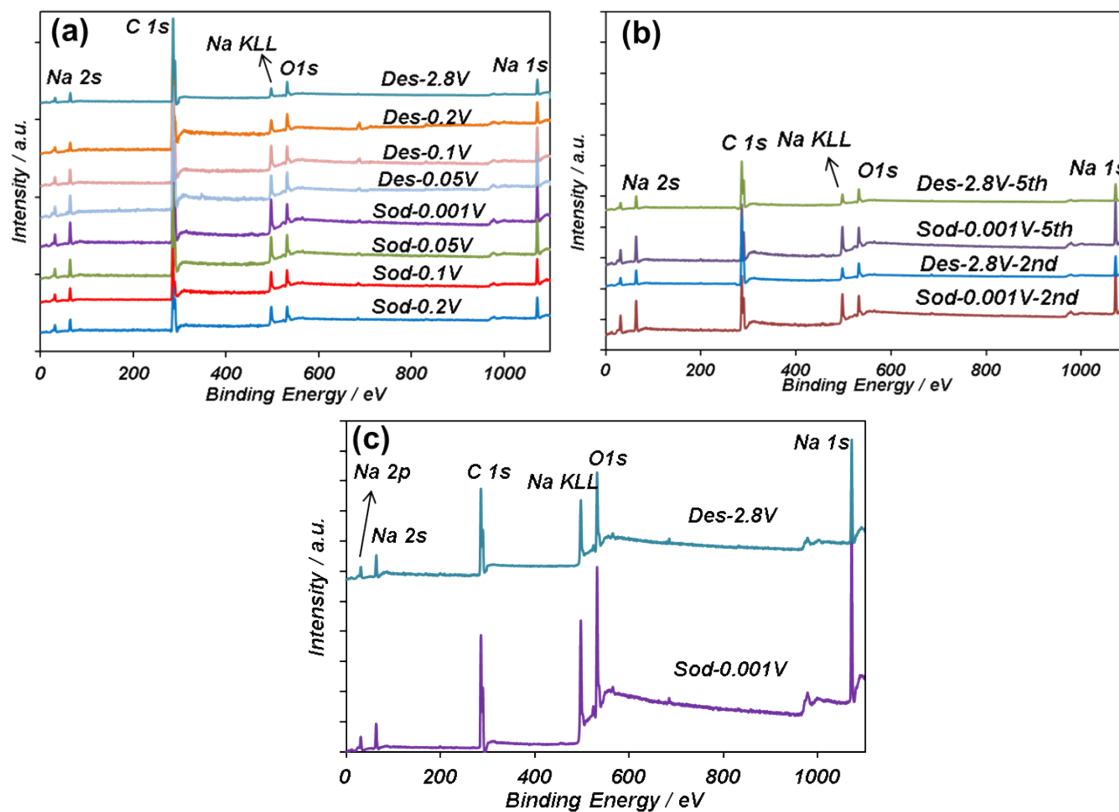 (a)
C 1s
Na KLL
O1s
Na 2s
Na 1s
Des-2.8V
Des-0.2V
Des-0.1V
Des-0.05V
Sod-0.001V
Sod-0.05V
Sod-0.1V
Sod-0.2V
Intensity / a.u.
0 200 400 600 800 1000
Binding Energy / eV
(b)
C 1s
Na KLL
O1s
Na 2s
Na 1s
Des-2.8V-5th
Sod-0.001V-5th
Des-2.8V-2nd
Sod-0.001V-2nd
Intensity / a.u.
0 200 400 600 800 1000
Binding Energy / eV
(c)
Na 2p
Na 2s
C 1s
Na KLL
O1s
Na 1s
Des-2.8V
Sod-0.001V
Intensity / a.u.
0 200 400 600 800 1000
Binding Energy / eV